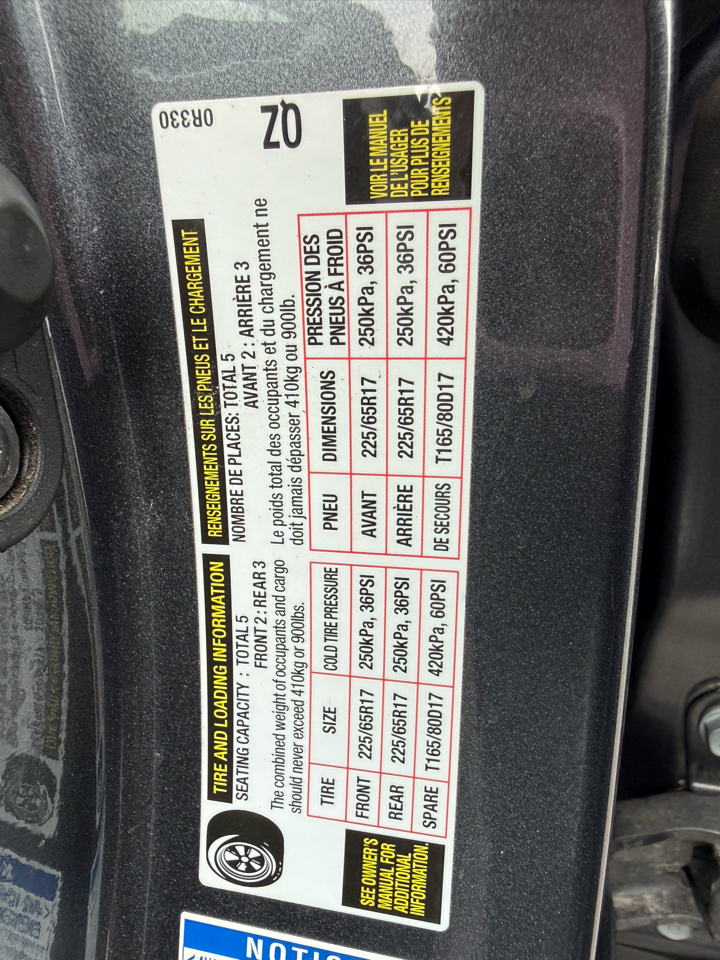 TIRE AND LOADING INFORMATION
SEATING CAPACITY : TOTAL 5
FRONT 2 : REAR 3
The combined weight of occupants and cargo
should never exceed 410kg or 900lbs.
TIRE SIZE COLD TIRE PRESSURE
FRONT 225/65R17 250kPa, 36PSI
REAR 225/65R17 250kPa, 36PSI
SPARE T165/80D17 420kPa, 60PSI
SEE OWNER'S
MANUAL FOR
ADDITIONAL
INFORMATION.
RENSEIGNEMENTS SUR LES PNEUS ET LE CHARGEMENT
NOMBRE DE PLACES: TOTAL 5
AVANT 2 : ARRIÈRE 3
Le poids total des occupants et du chargement ne
doit jamais dépasser 410kg ou 900lb.
PNEU DIMENSIONS PRESSION DES
PNEUS À FROID
AVANT 225/65R17 250kPa, 36PSI
ARRIÈRE 225/65R17 250kPa, 36PSI
DE SECOURS T165/80D17 420kPa, 60PSI
0R330
QZ
VOIR LE MANUEL
DE L'USAGER
POUR PLUS DE
RENSEIGNEMENTS